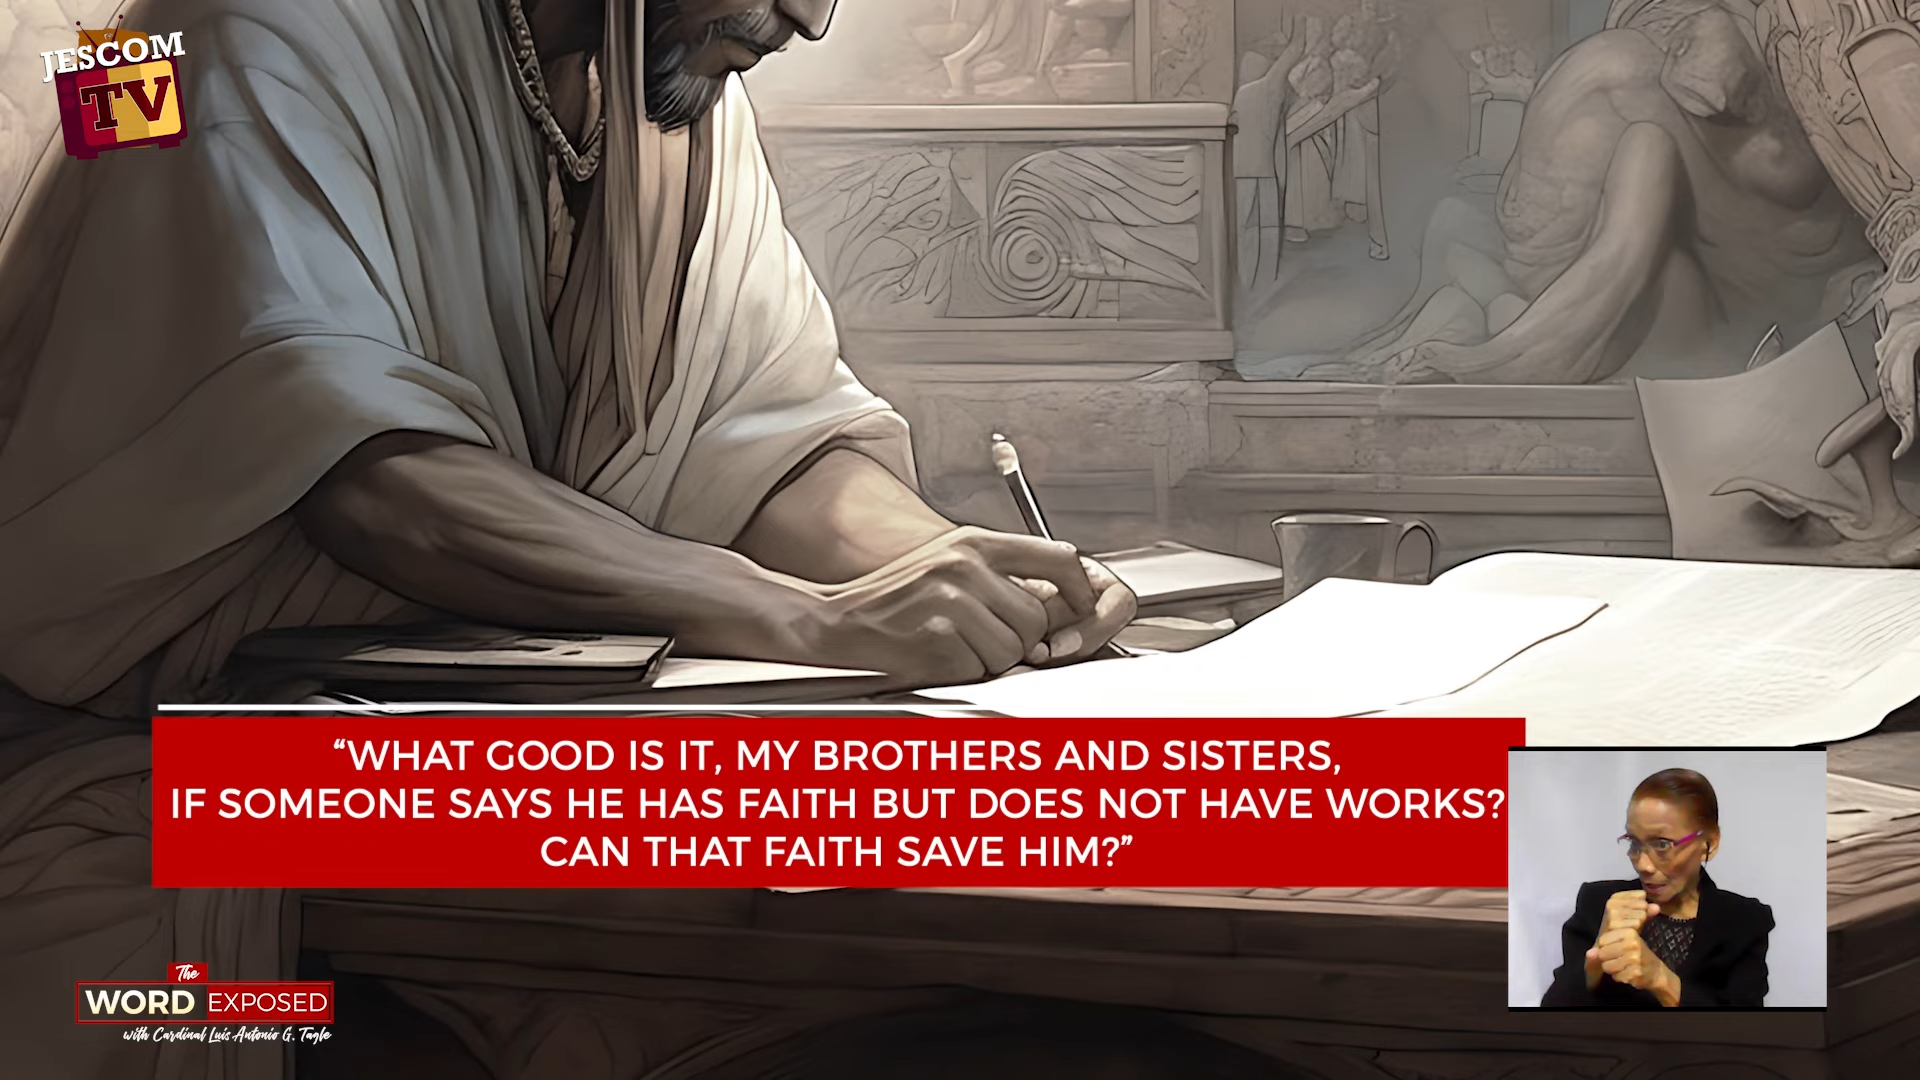 JESCOM
TV
“WHAT GOOD IS IT, MY BROTHERS AND SISTERS,
IF SOMEONE SAYS HE HAS FAITH BUT DOES NOT HAVE WORKS?
CAN THAT FAITH SAVE HIM?”
The
WORD EXPOSED
with Cardinal Luis Antonio G. Tagle